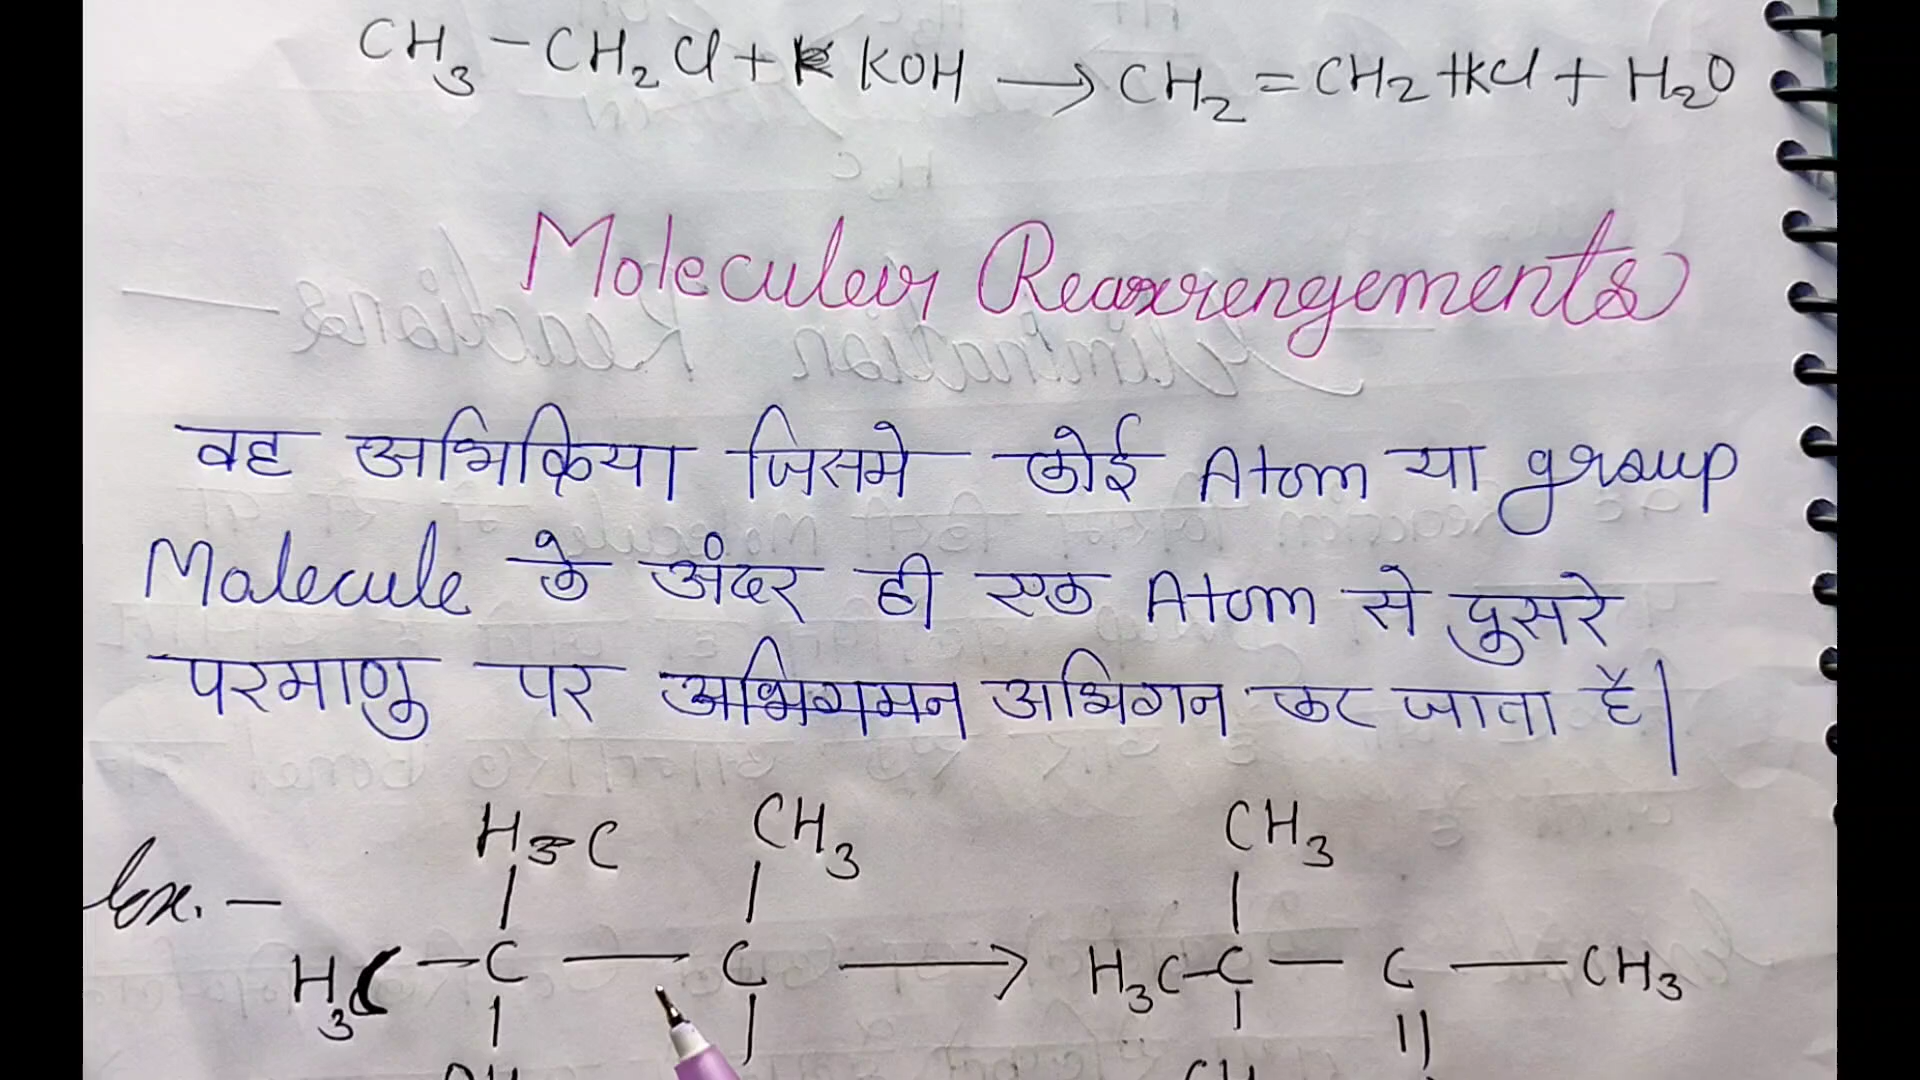 CH3-CH2Cl + KOH → CH2 = CH2 + KCl + H2O
Moleculer Rearrengements
वह अभिक्रिया जिसमे कोई Atom या group
Molecule के अंदर ही एक Atom से दुसरे
परमाणु पर अभिगमन अभिगन कर जाता है|
H3C CH3 CH3
Ex. -
H3C - C — C → H3C - C — C — CH3